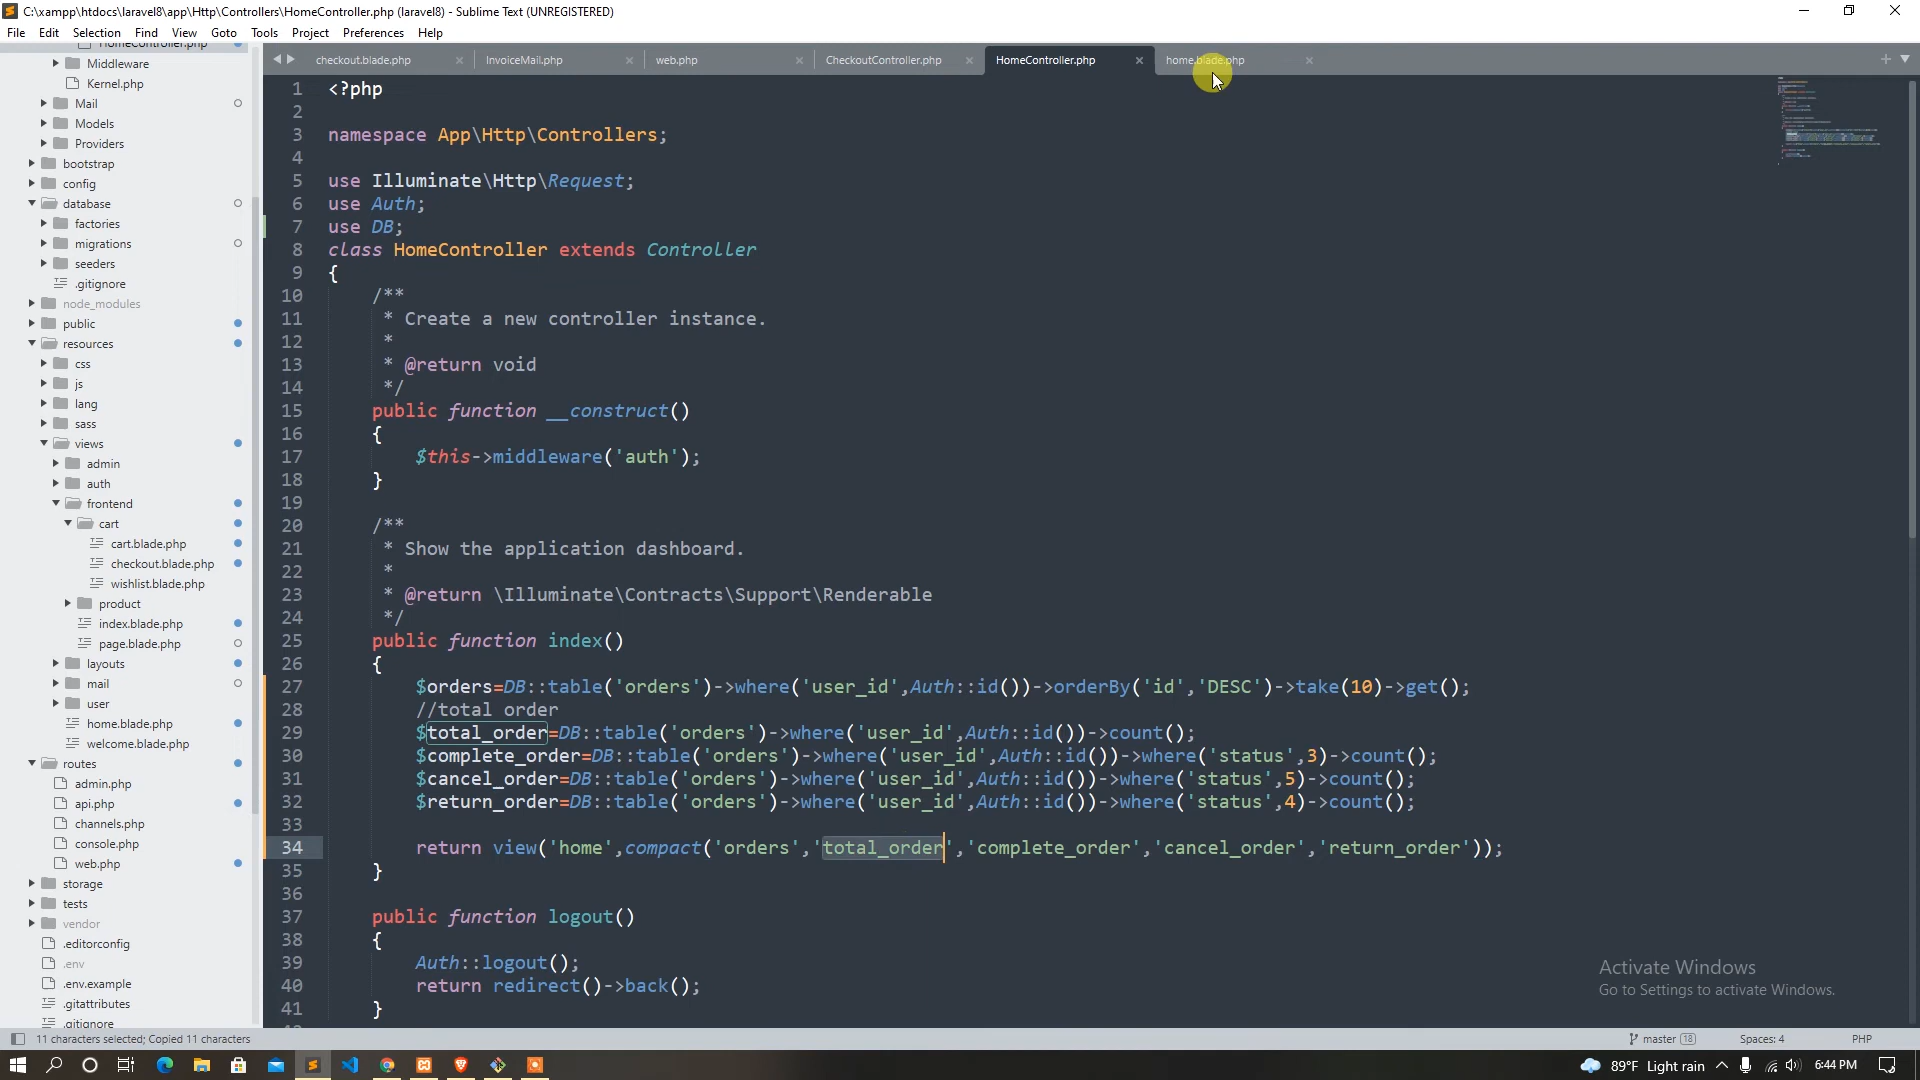 C:\xampp\htdocs\laravel8\app\Http\Controllers\HomeController.php (laravel8) - Sublime Text (UNREGISTERED)
File Edit Selection Find View Goto Tools Project Preferences Help
HomeController.php
Middleware
Kernel.php
Mail
Models
Providers
bootstrap
config
database
factories
migrations
seeders
.gitignore
node_modules
public
resources
css
js
lang
sass
views
admin
auth
frontend
cart
cart.blade.php
checkout.blade.php
wishlist.blade.php
product
index.blade.php
page.blade.php
layouts
mail
user
home.blade.php
welcome.blade.php
routes
admin.php
api.php
channels.php
console.php
web.php
storage
tests
vendor
.editorconfig
.env
.env.example
.gitattributes
.gitignore
checkout.blade.php InvoiceMail.php web.php CheckoutController.php HomeController.php home.blade.php
1 <?php
2
3 namespace App\Http\Controllers;
4
5 use Illuminate\Http\Request;
6 use Auth;
7 use DB;
8 class HomeController extends Controller
9 {
10 /**
11 * Create a new controller instance.
12 *
13 * @return void
14 */
15 public function __construct()
16 {
17 $this->middleware('auth');
18 }
19
20 /**
21 * Show the application dashboard.
22 *
23 * @return \Illuminate\Contracts\Support\Renderable
24 */
25 public function index()
26 {
27 $orders=DB::table('orders')->where('user_id',Auth::id())->orderBy('id','DESC')->take(10)->get();
28 //total order
29 $total_order=DB::table('orders')->where('user_id',Auth::id())->count();
30 $complete_order=DB::table('orders')->where('user_id',Auth::id())->where('status',3)->count();
31 $cancel_order=DB::table('orders')->where('user_id',Auth::id())->where('status',5)->count();
32 $return_order=DB::table('orders')->where('user_id',Auth::id())->where('status',4)->count();
33
34 return view('home',compact('orders','total_order','complete_order','cancel_order','return_order'));
35 }
36
37 public function logout()
38 {
39 Auth::logout();
40 return redirect()->back();
41 }
Activate Windows
Go to Settings to activate Windows.
11 characters selected; Copied 11 characters master 18 Spaces: 4 PHP
89°F Light rain 6:44 PM